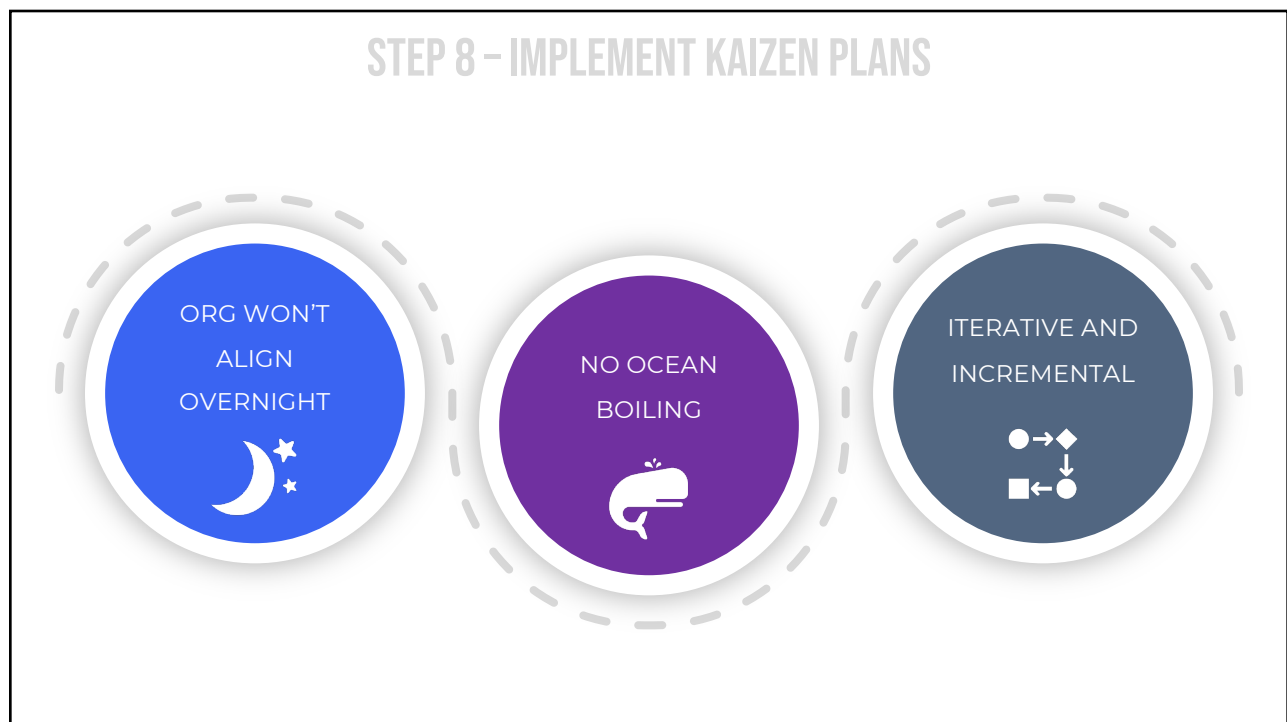 STEP 8 – IMPLEMENT KAIZEN PLANS
ORG WON'T
ALIGN
OVERNIGHT
NO OCEAN
BOILING
ITERATIVE AND
INCREMENTAL